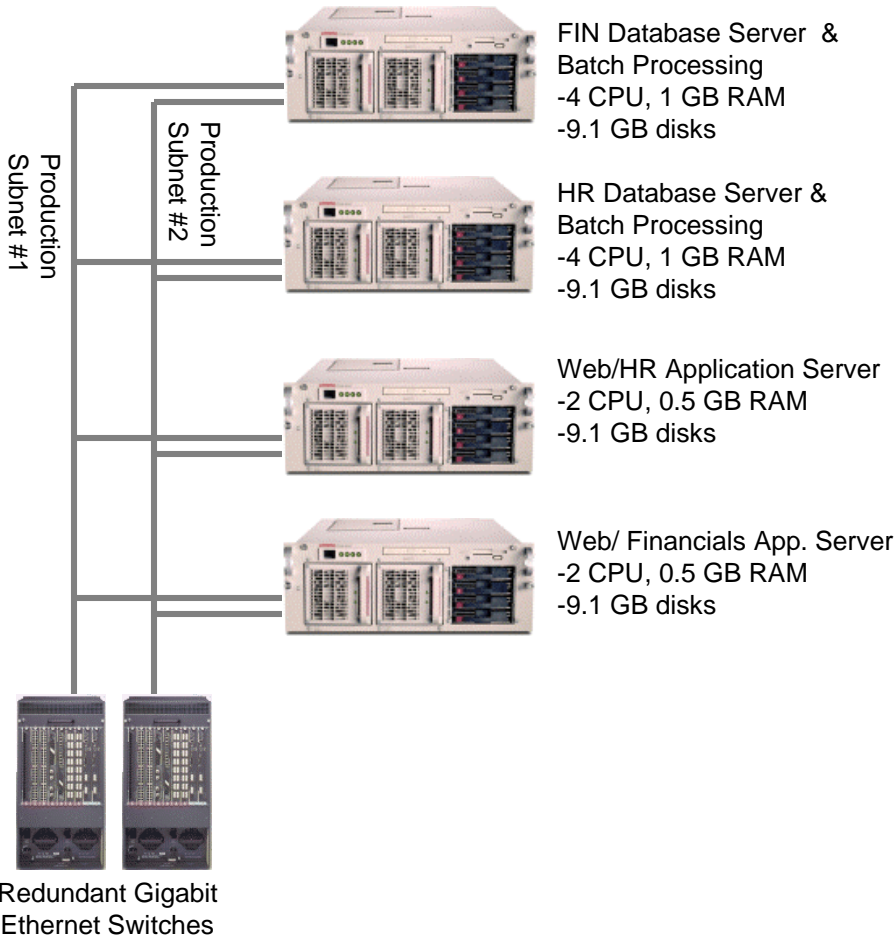 FIN Database Server &
Batch Processing
-4 CPU, 1 GB RAM
-9.1 GB disks
Production
Subnet #1
Production
Subnet #2
HR Database Server &
Batch Processing
-4 CPU, 1 GB RAM
-9.1 GB disks
Web/HR Application Server
-2 CPU, 0.5 GB RAM
-9.1 GB disks
Web/ Financials App. Server
-2 CPU, 0.5 GB RAM
-9.1 GB disks
Redundant Gigabit
Ethernet Switches